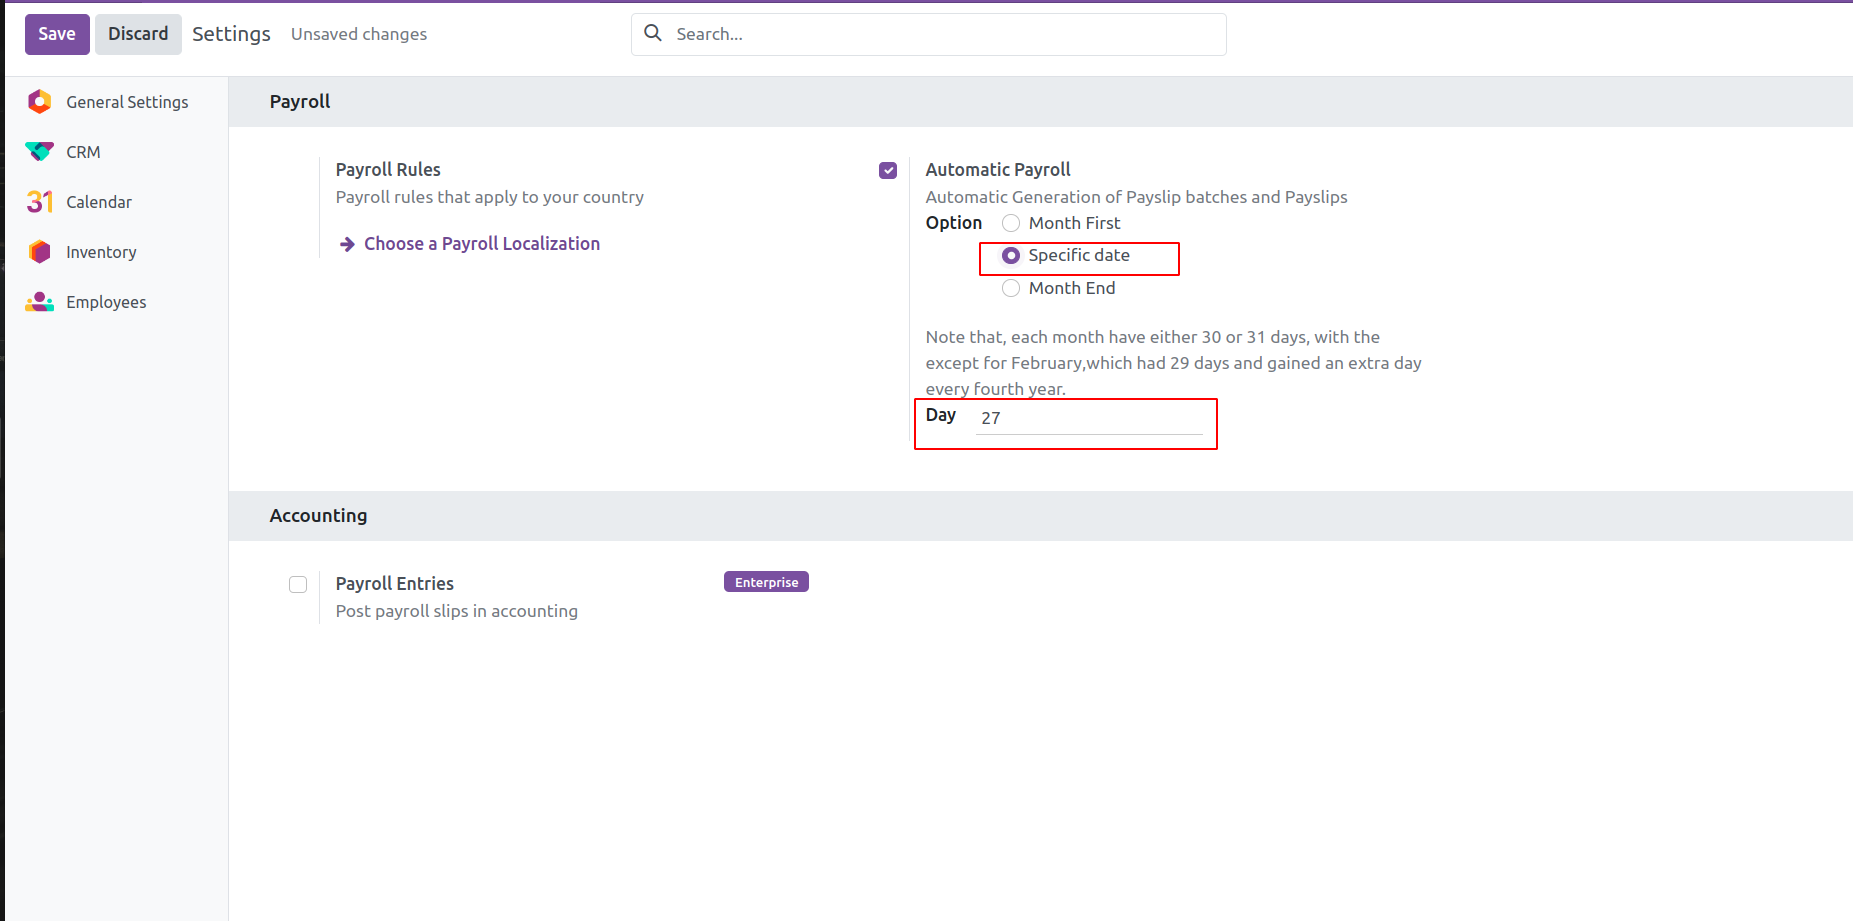 Save Discard Settings Unsaved changes Search...
General Settings
CRM
Calendar
Inventory
Employees
Payroll
Payroll Rules
Payroll rules that apply to your country
Choose a Payroll Localization
Automatic Payroll
Automatic Generation of Payslip batches and Payslips
Option Month First
Specific date
Month End
Note that, each month have either 30 or 31 days, with the
except for February,which had 29 days and gained an extra day
every fourth year.
Day 27
Accounting
Payroll Entries Enterprise
Post payroll slips in accounting